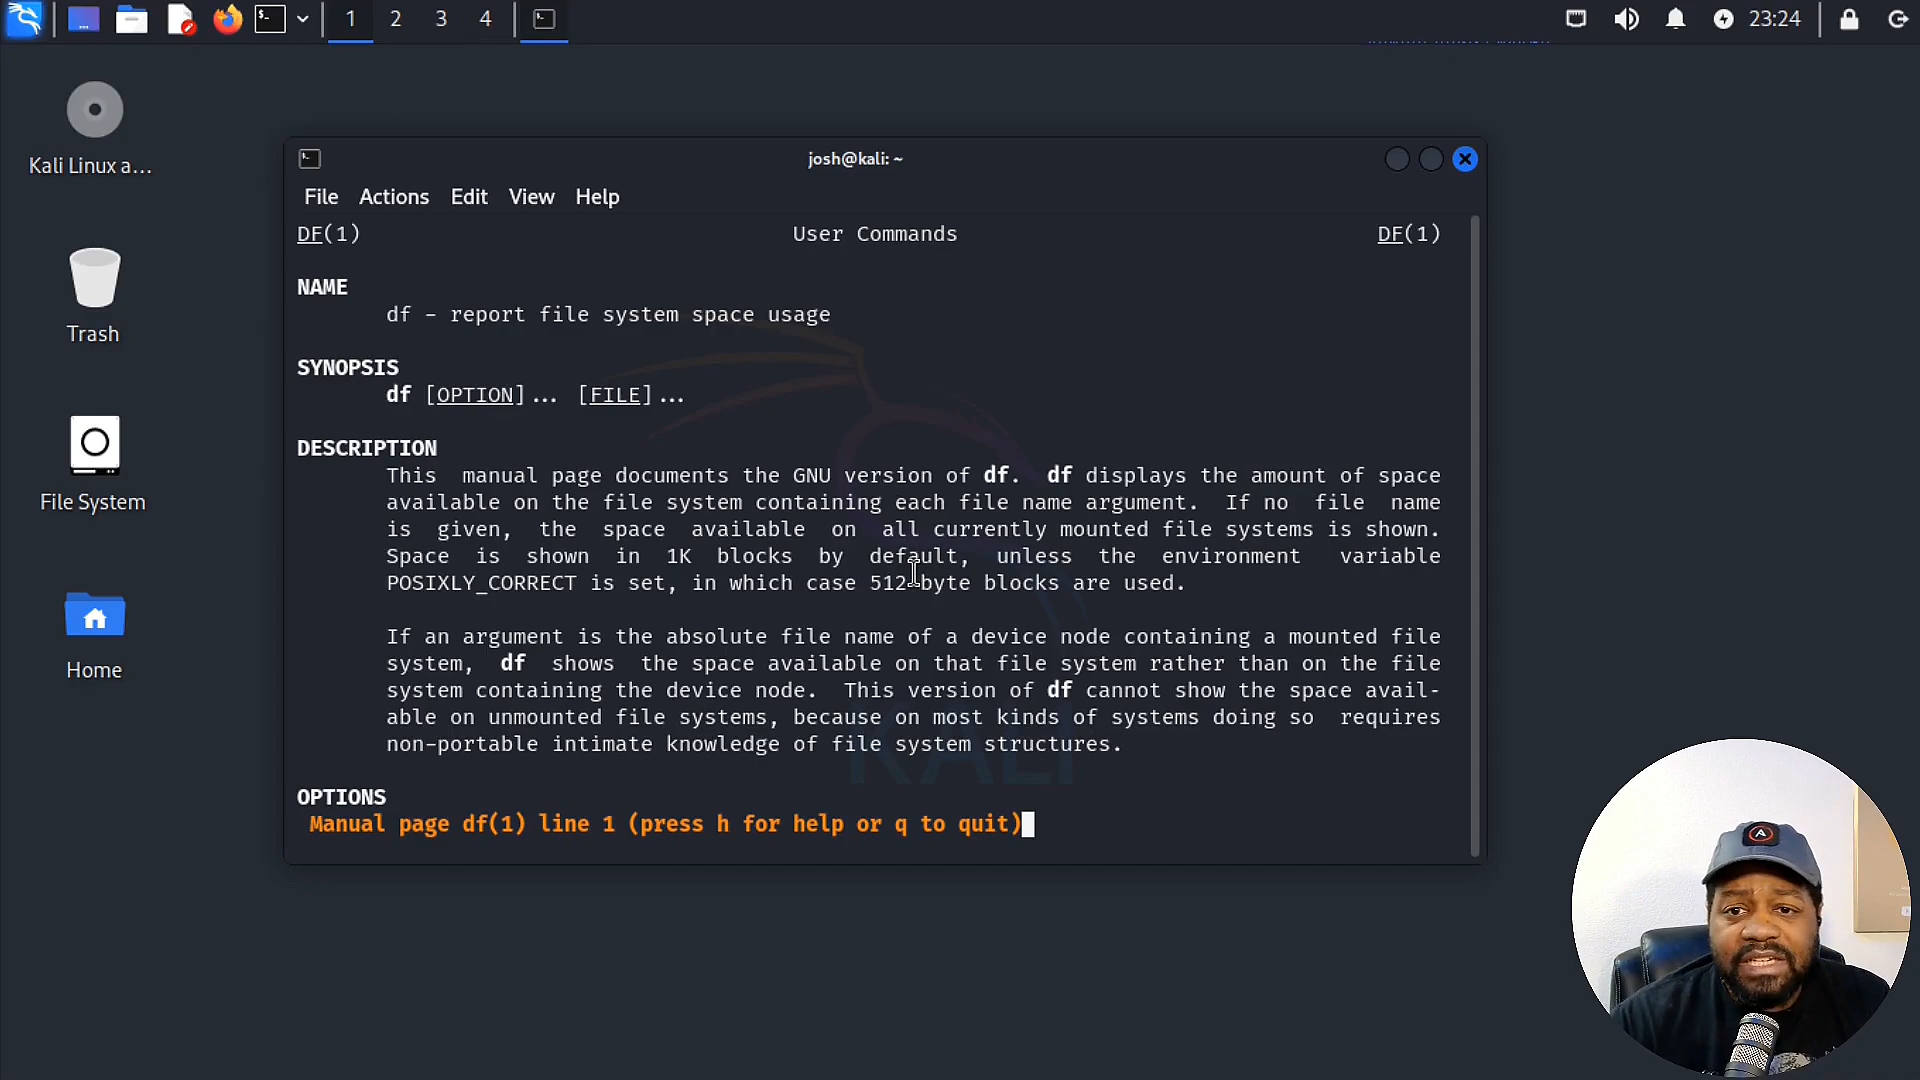 1 2 3 4 23:24
Kali Linux a...
Trash
File System
Home
josh@kali: ~
File Actions Edit View Help
DF(1) User Commands DF(1)
NAME
df - report file system space usage
SYNOPSIS
df [OPTION]... [FILE]...
DESCRIPTION
This manual page documents the GNU version of df. df displays the amount of space
available on the file system containing each file name argument. If no file name
is given, the space available on all currently mounted file systems is shown.
Space is shown in 1K blocks by default, unless the environment variable
POSIXLY_CORRECT is set, in which case 512-byte blocks are used.
If an argument is the absolute file name of a device node containing a mounted file
system, df shows the space available on that file system rather than on the file
system containing the device node. This version of df cannot show the space avail-
able on unmounted file systems, because on most kinds of systems doing so requires
non-portable intimate knowledge of file system structures.
OPTIONS
Manual page df(1) line 1 (press h for help or q to quit)
KALI